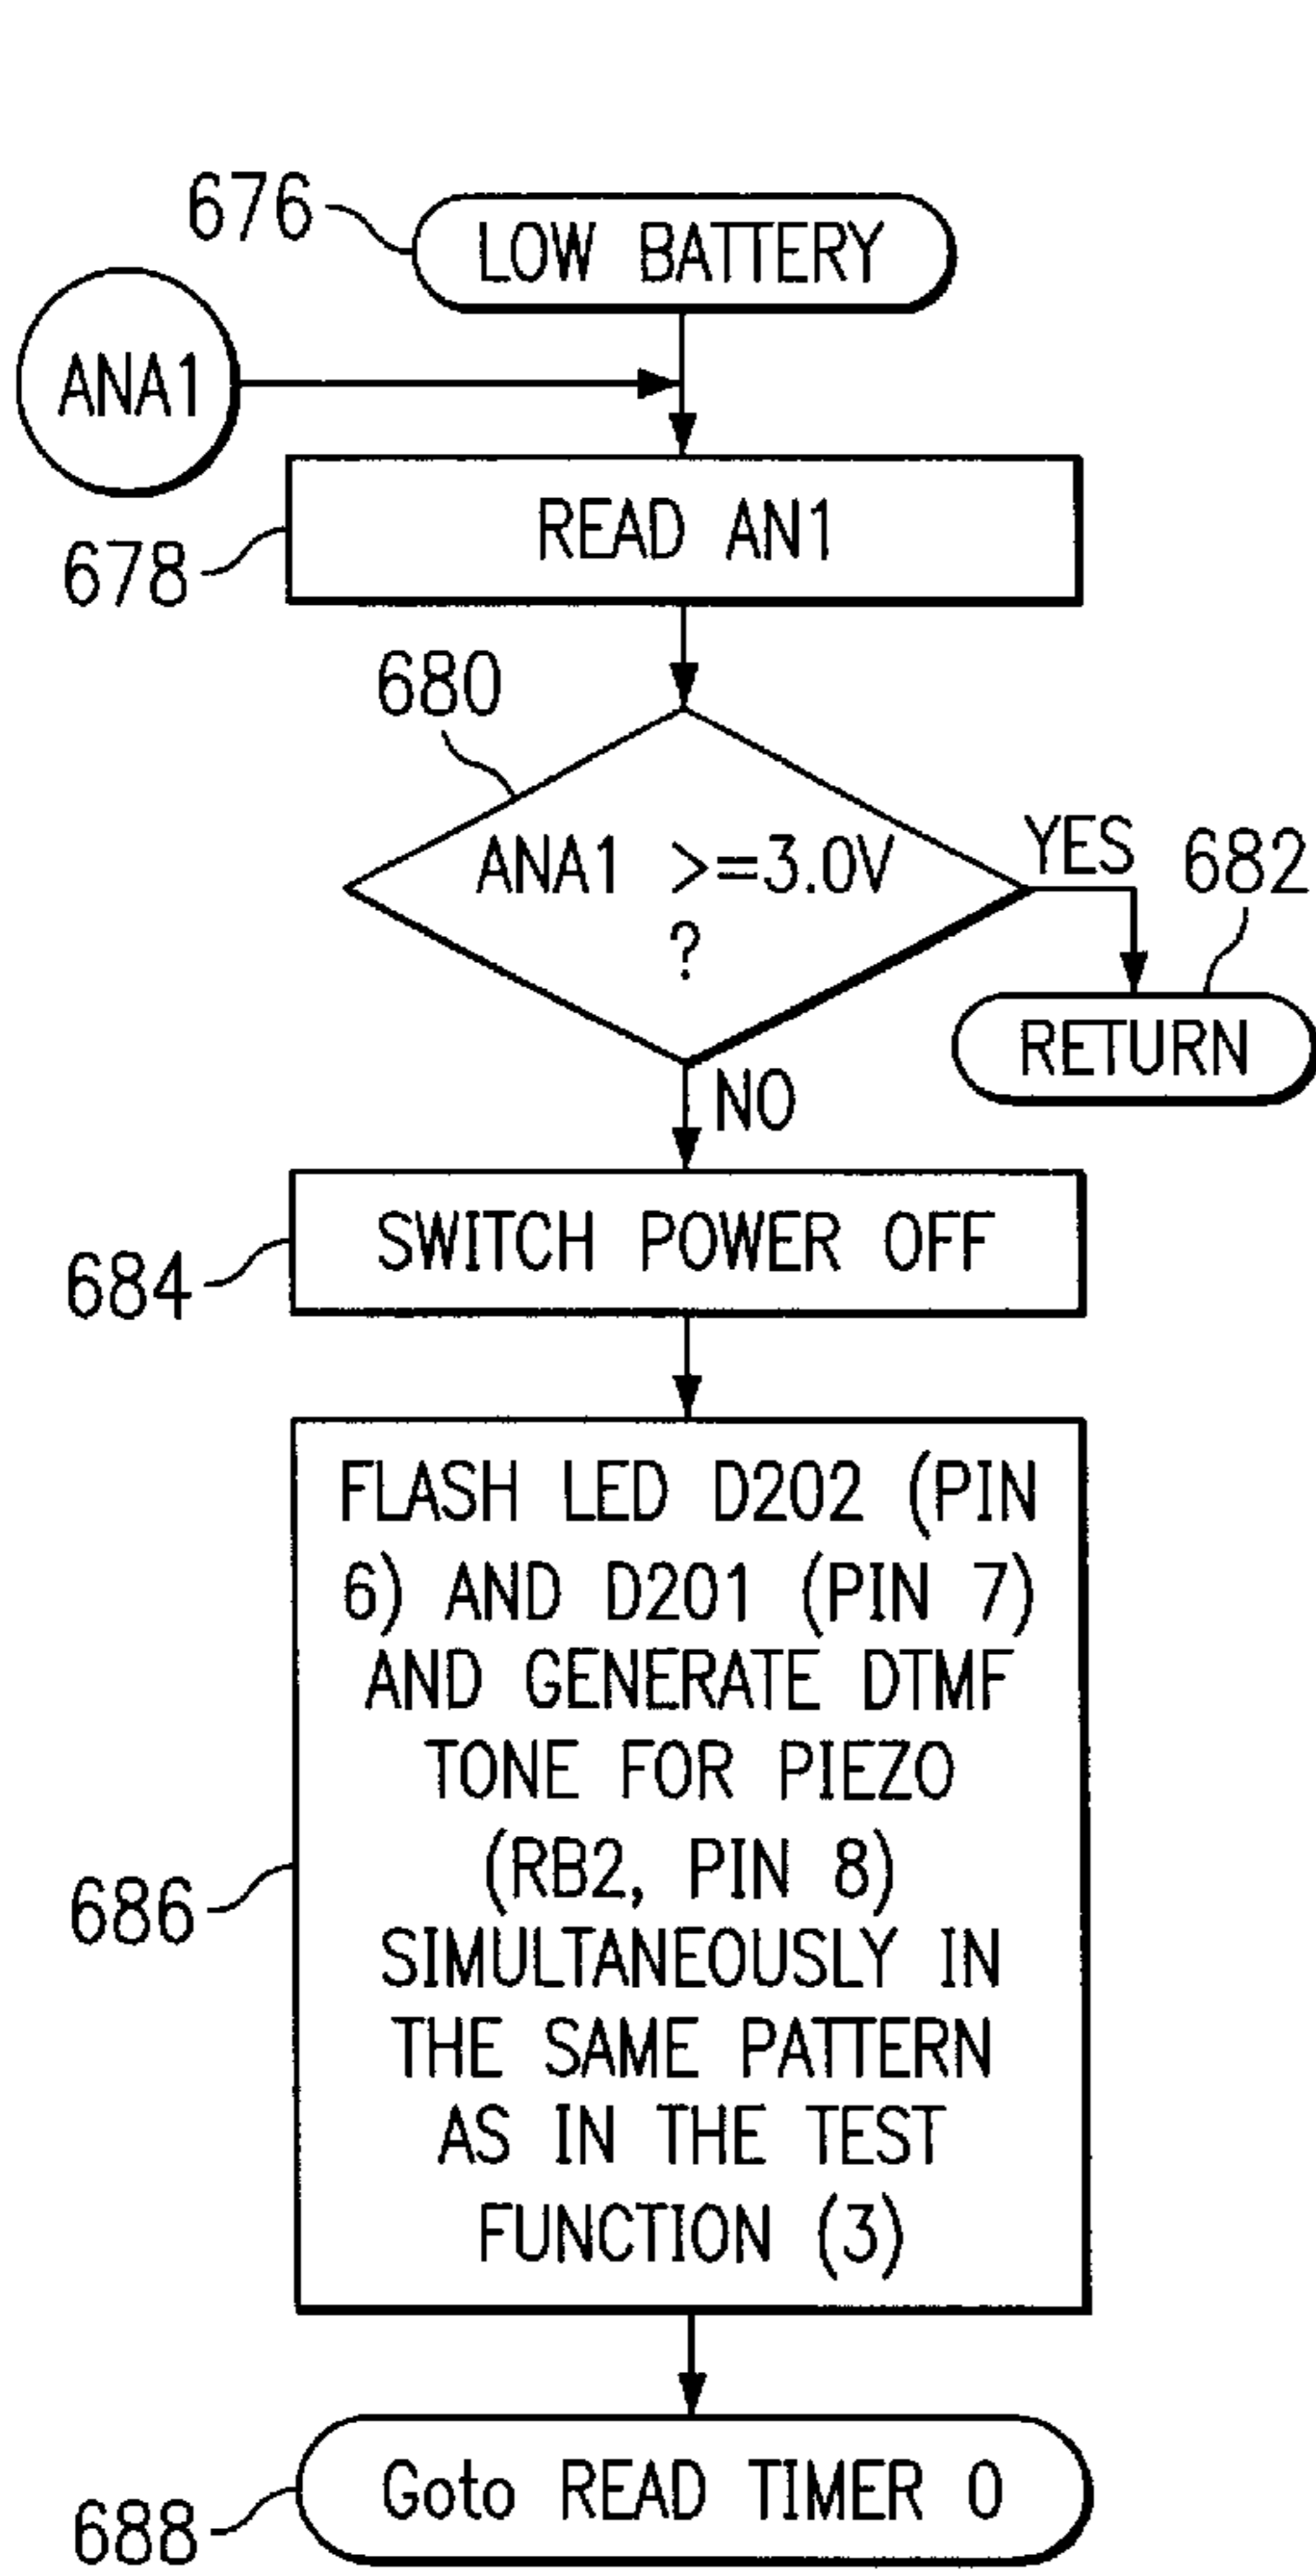 676
LOW BATTERY
ANA1
READ AN1
678
680
ANA1 >=3.0V
?
YES
682
RETURN
NO
SWITCH POWER OFF
684
FLASH LED D202 (PIN
6) AND D201 (PIN 7)
AND GENERATE DTMF
TONE FOR PIEZO
(RB2, PIN 8)
SIMULTANEOUSLY IN
THE SAME PATTERN
AS IN THE TEST
FUNCTION (3)
686
Goto READ TIMER 0
688